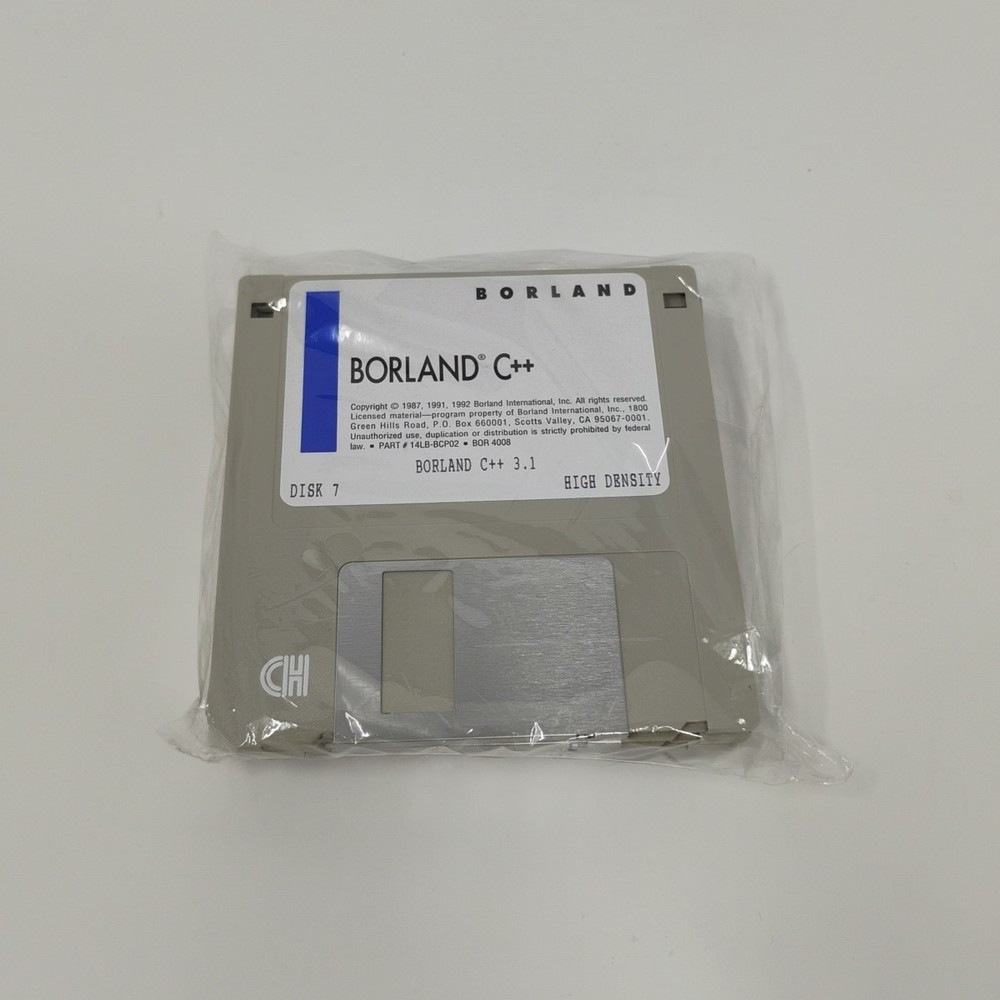 BORLAND
BORLAND® C++
Copyright © 1987, 1991, 1992 Borland International, Inc. All rights reserved.
Licensed material—program property of Borland International, Inc., 1800
Green Hills Road, P.O. Box 660001, Scotts Valley, CA 95067-0001.
Unauthorized use, duplication or distribution is strictly prohibited by federal
law. ▪ PART # 14LB-BCP02 ▪ BOR 4008
BORLAND C++ 3.1
DISK 7 HIGH DENSITY
CH